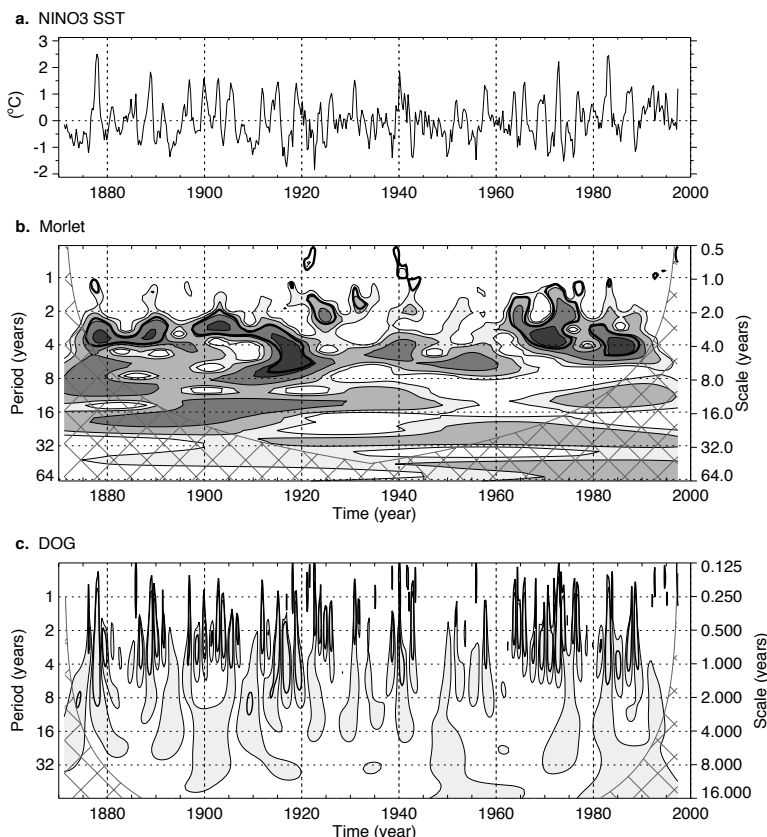 a. NINO3 SST
3
2
1
0
-1
-2
(°C)
1880 1900 1920 1940 1960 1980 2000
b. Morlet
1
2
4
8
16
32
64
Period (years)
0.5
1.0
2.0
4.0
8.0
16.0
32.0
64.0
Scale (years)
1880 1900 1920 1940 1960 1980 2000
Time (year)
c. DOG
1
2
4
8
16
32
Period (years)
0.125
0.250
0.500
1.000
2.000
4.000
8.000
16.000
Scale (years)
1880 1900 1920 1940 1960 1980 2000
Time (year)